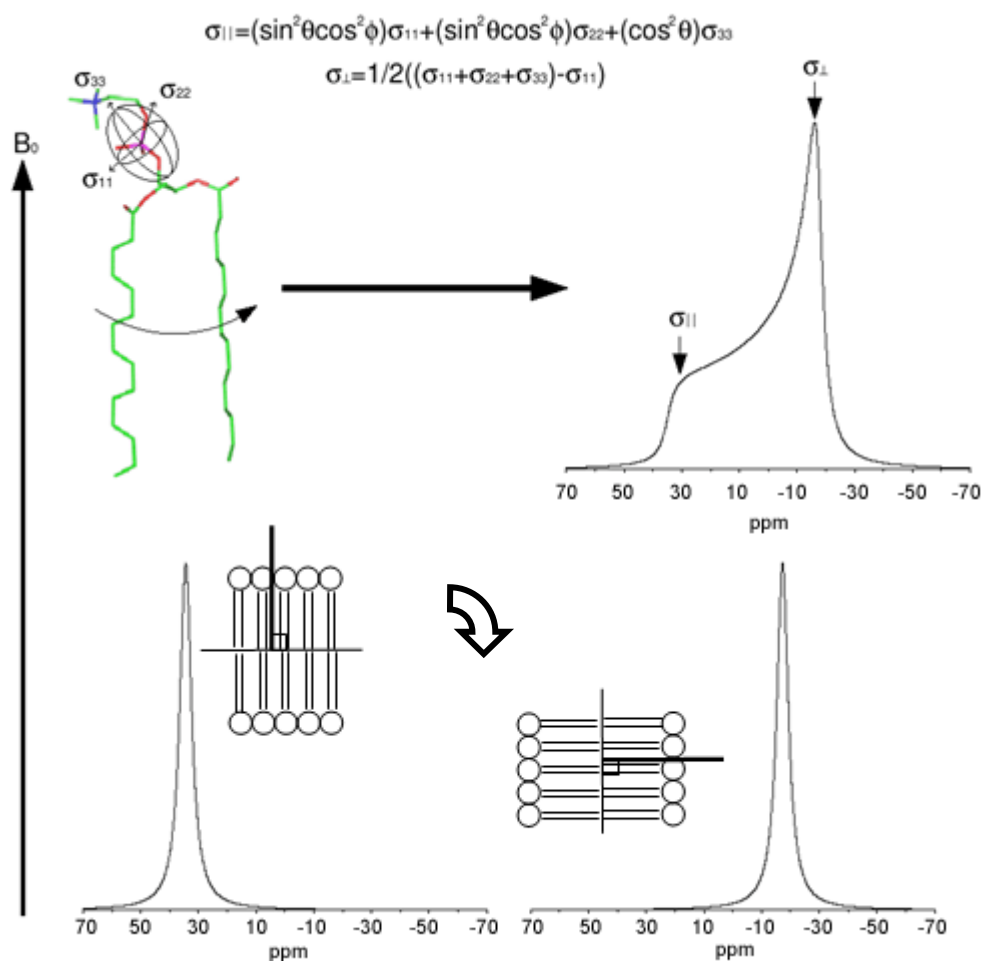 σ||=(sin²θcos²ϕ)σ₁₁+(sin²θcos²ϕ)σ₂₂+(cos²θ)σ₃₃
σ⊥=1/2((σ₁₁+σ₂₂+σ₃₃)-σ₁₁)
σ₃₃
σ₂₂
B₀
σ₁₁
σ⊥
σ||
70 50 30 10 -10 -30 -50 -70
ppm
70 50 30 10 -10 -30 -50 -70
ppm
70 50 30 10 -10 -30 -50 -70
ppm